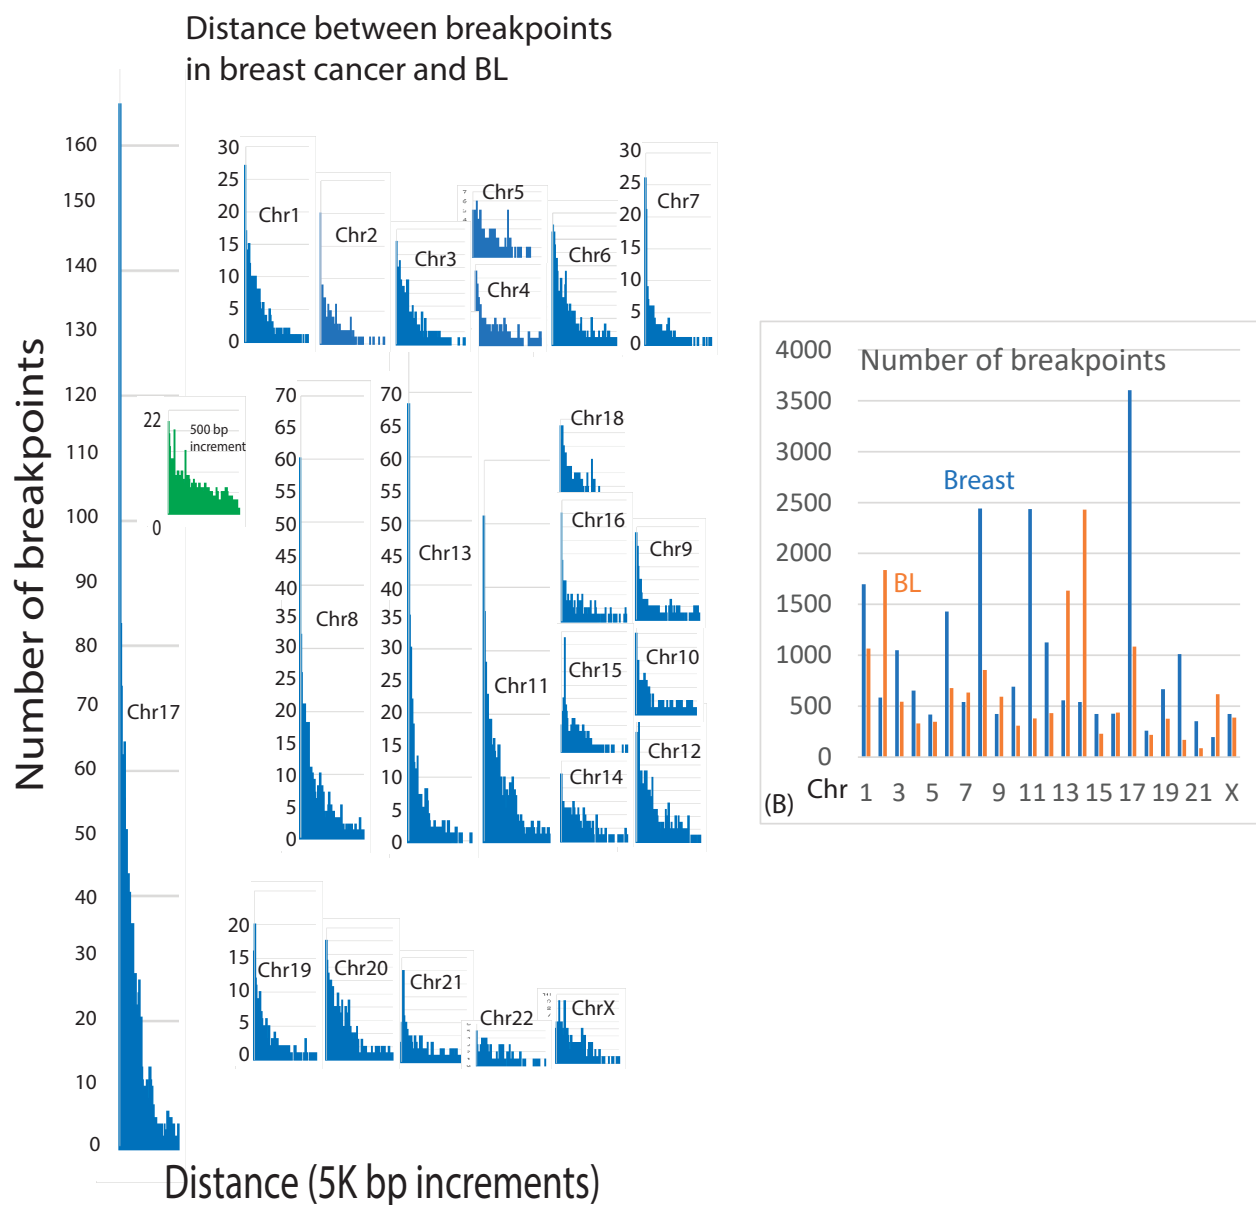 Distance between breakpoints
in breast cancer and BL
Number of breakpoints
160
150
140
130
120
110
100
90
80
70
60
50
40
30
20
10
0
Chr17
22
500 bp
increment
0
30
25
20
15
10
5
0
Chr1
Chr2
Chr3
Chr5
Chr4
Chr6
30
25
20
15
10
5
0
Chr7
70
65
60
55
50
45
40
35
30
25
20
15
10
5
0
Chr8
70
65
60
55
50
45
40
35
30
25
20
15
10
5
0
Chr13
Chr11
Chr18
Chr16
Chr15
Chr14
Chr9
Chr10
Chr12
20
15
10
5
0
Chr19
Chr20
Chr21
Chr22
ChrX
Distance (5K bp increments)
Number of breakpoints
4000
3500
3000
2500
2000
1500
1000
500
0
Breast
BL
(B) Chr 1 3 5 7 9 11 13 15 17 19 21 X